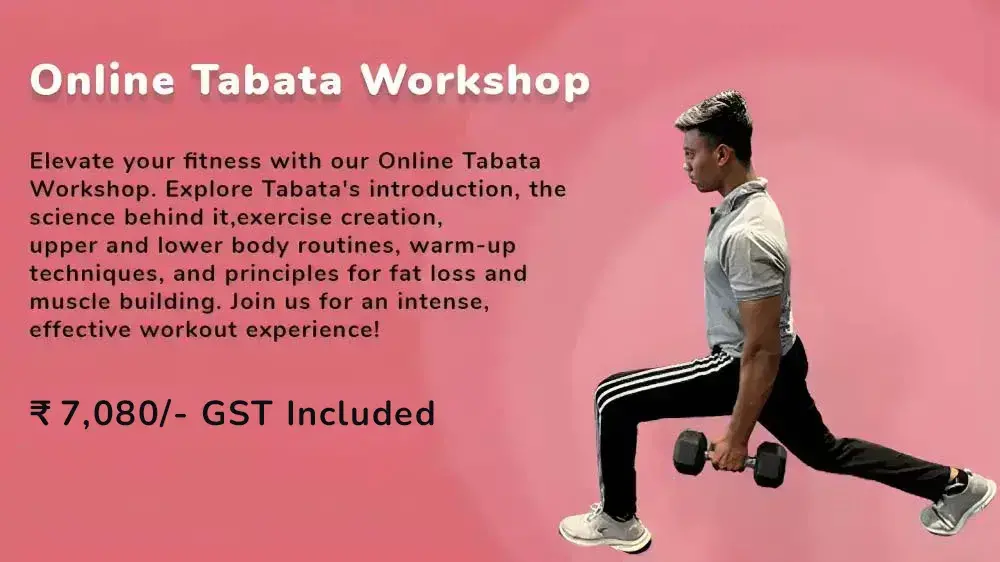 Online Tabata Workshop
Elevate your fitness with our Online Tabata
Workshop. Explore Tabata's introduction, the
science behind it,exercise creation,
upper and lower body routines, warm-up
techniques, and principles for fat loss and
muscle building. Join us for an intense,
effective workout experience!
₹ 7,080/- GST Included